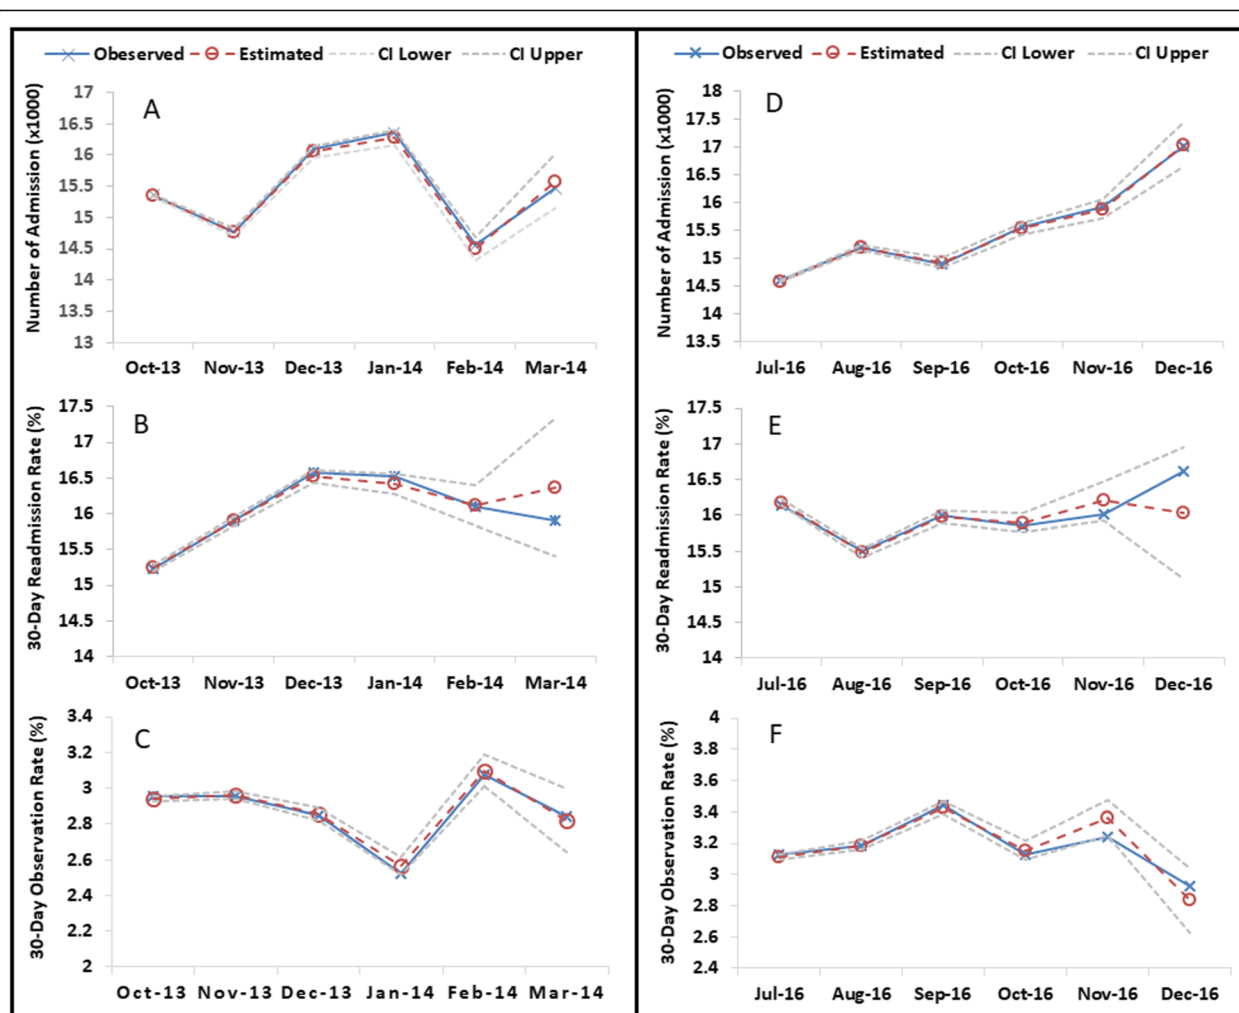 Obeserved Estimated CI Lower CI Upper
A
Number of Admission (x1000)
17
16.5
16
15.5
15
14.5
14
13.5
13
Oct-13 Nov-13 Dec-13 Jan-14 Feb-14 Mar-14
B
30-Day Readmission Rate (%)
17.5
17
16.5
16
15.5
15
14.5
14
Oct-13 Nov-13 Dec-13 Jan-14 Feb-14 Mar-14
C
30-Day Observation Rate (%)
3.4
3.2
3
2.8
2.6
2.4
2.2
2
Oct-13 Nov-13 Dec-13 Jan-14 Feb-14 Mar-14
Observed Estimated CI Lower CI Upper
D
Number of Admission (x1000)
18
17.5
17
16.5
16
15.5
15
14.5
14
13.5
Jul-16 Aug-16 Sep-16 Oct-16 Nov-16 Dec-16
E
30-Day Readmission Rate (%)
17.5
17
16.5
16
15.5
15
14.5
14
Jul-16 Aug-16 Sep-16 Oct-16 Nov-16 Dec-16
F
30-Day Observation Rate (%)
4
3.8
3.6
3.4
3.2
3
2.8
2.6
2.4
Jul-16 Aug-16 Sep-16 Oct-16 Nov-16 Dec-16